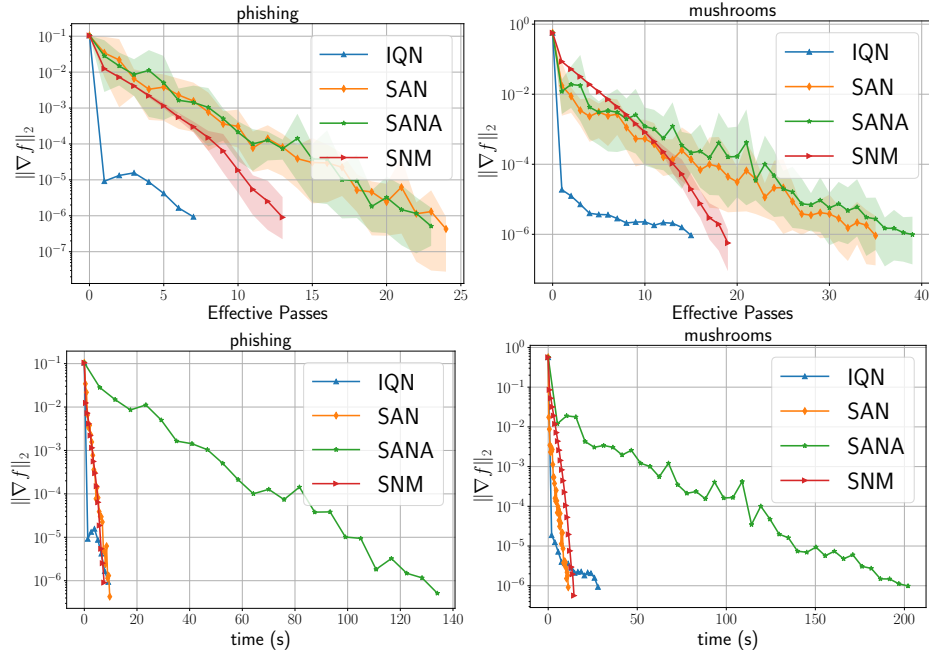 phishing
‖∇f‖₂
10⁻¹
10⁻²
10⁻³
10⁻⁴
10⁻⁵
10⁻⁶
10⁻⁷
IQN
SAN
SANA
SNM
0 5 10 15 20 25
Effective Passes
mushrooms
‖∇f‖₂
10⁰
10⁻²
10⁻⁴
10⁻⁶
IQN
SAN
SANA
SNM
0 10 20 30 40
Effective Passes
phishing
‖∇f‖₂
10⁻¹
10⁻²
10⁻³
10⁻⁴
10⁻⁵
10⁻⁶
IQN
SAN
SANA
SNM
0 20 40 60 80 100 120 140
time (s)
mushrooms
‖∇f‖₂
10⁰
10⁻¹
10⁻²
10⁻³
10⁻⁴
10⁻⁵
10⁻⁶
IQN
SAN
SANA
SNM
0 50 100 150 200
time (s)